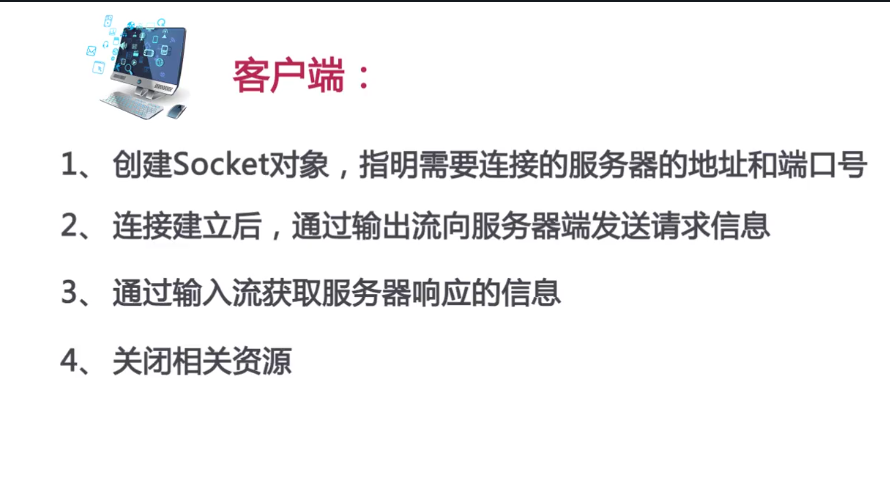 客户端：
1、创建Socket对象，指明需要连接的服务器的地址和端口号
2、连接建立后，通过输出流向服务器端发送请求信息
3、通过输入流获取服务器响应的信息
4、关闭相关资源